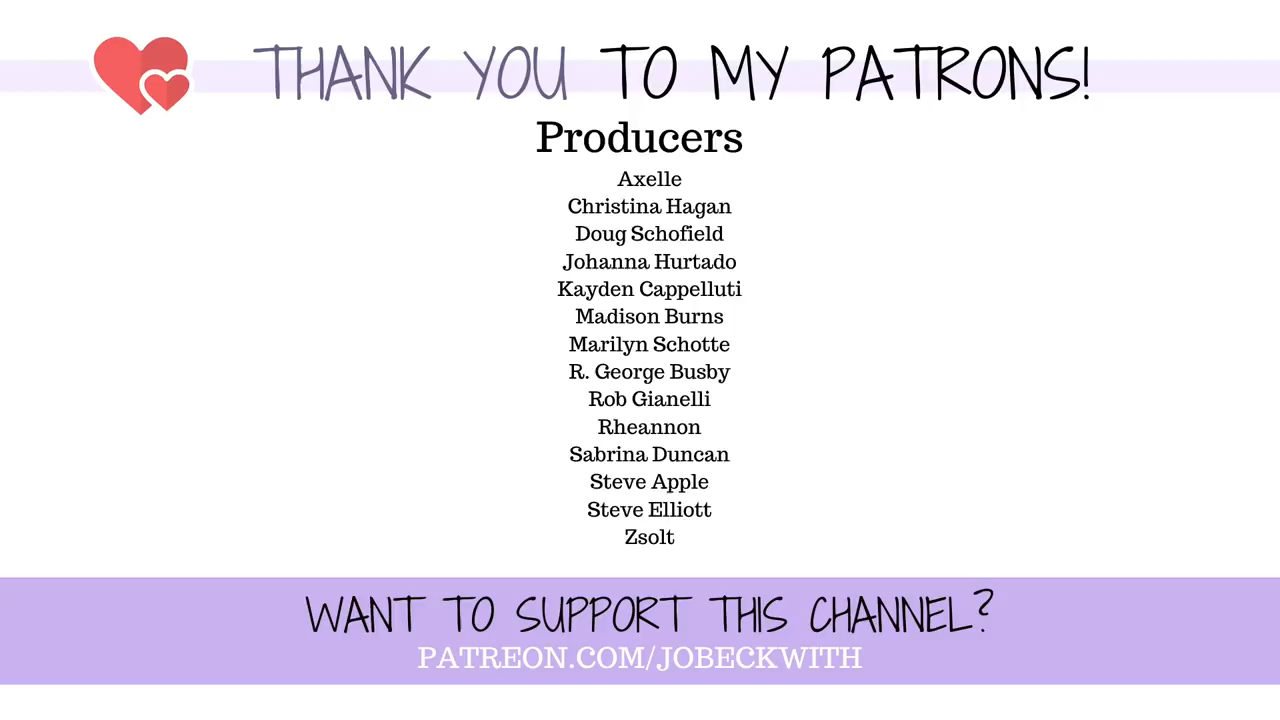 THANK YOU TO MY PATRONS!
Producers
Axelle
Christina Hagan
Doug Schofield
Johanna Hurtado
Kayden Cappelluti
Madison Burns
Marilyn Schotte
R. George Busby
Rob Gianelli
Rheannon
Sabrina Duncan
Steve Apple
Steve Elliott
Zsolt
WANT TO SUPPORT THIS CHANNEL?
PATREON.COM/JOBECKWITH